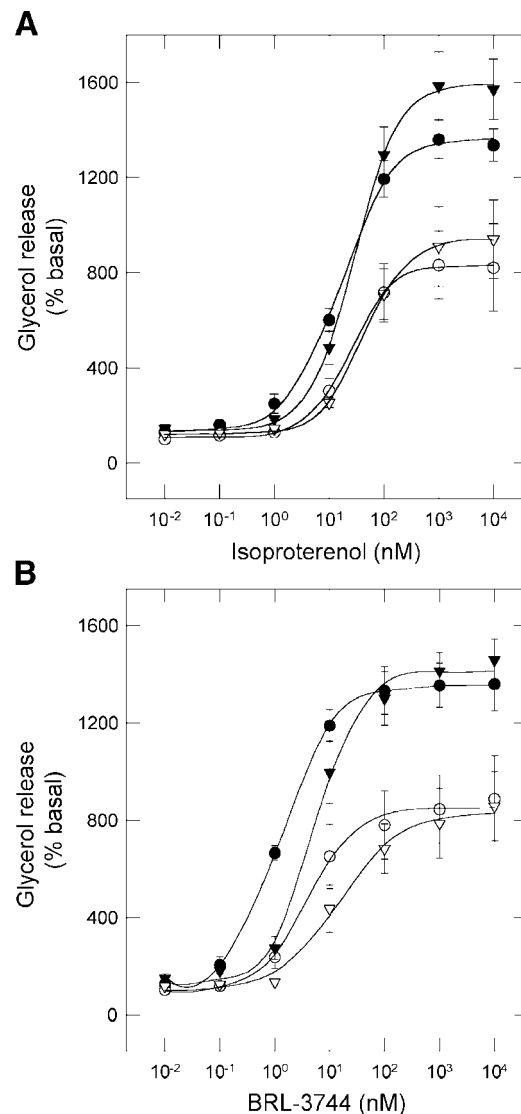 A
Glycerol release
(% basal)
1600
1200
800
400
0
10⁻² 10⁻¹ 10⁰ 10¹ 10² 10³ 10⁴
Isoproterenol (nM)
B
Glycerol release
(% basal)
1600
1200
800
400
0
10⁻² 10⁻¹ 10⁰ 10¹ 10² 10³ 10⁴
BRL-3744 (nM)